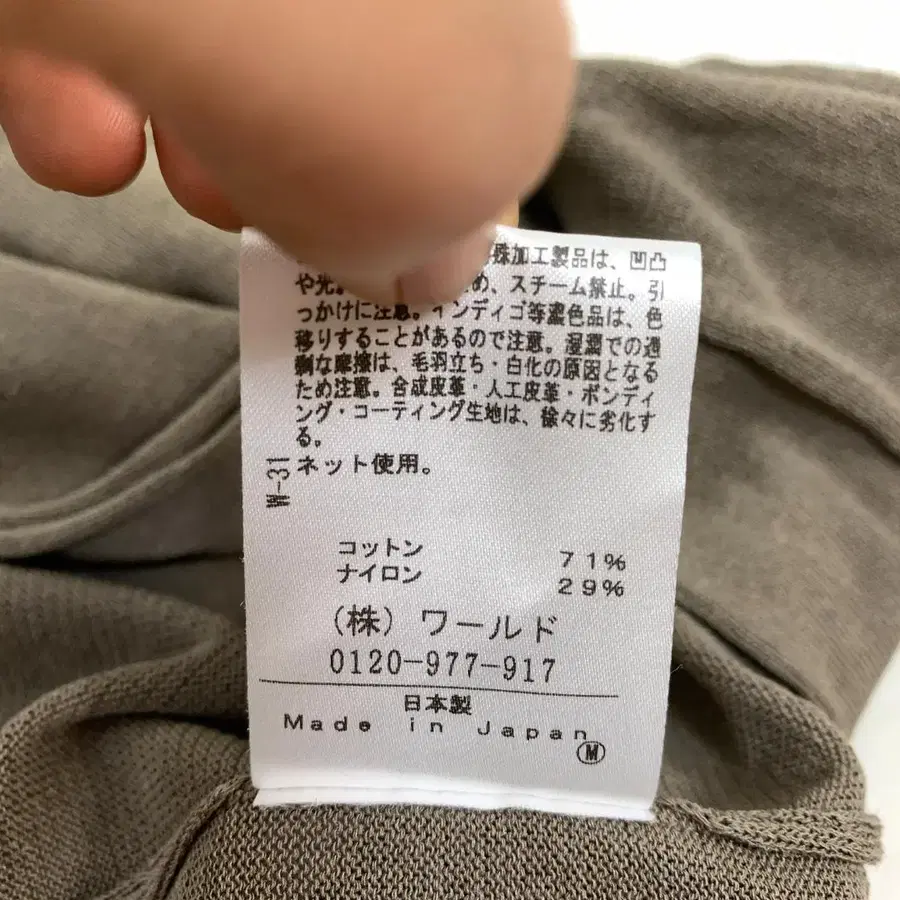 殊加工製品は、凹凸
や光 め、スチーム禁止。引
っかけに注意。インディゴ等濃色品は、色
移りすることがあるので注意。湿潤での過
剰な摩擦は、毛羽立ち・白化の原因となる
ため注意。合成皮革・人工皮革・ボンディ
ング・コーティング生地は、徐々に劣化す
る。
ネット使用。
W-31
コットン 71%
ナイロン 29%
(株) ワールド
0120-977-917
日本製
Made in Japan
M